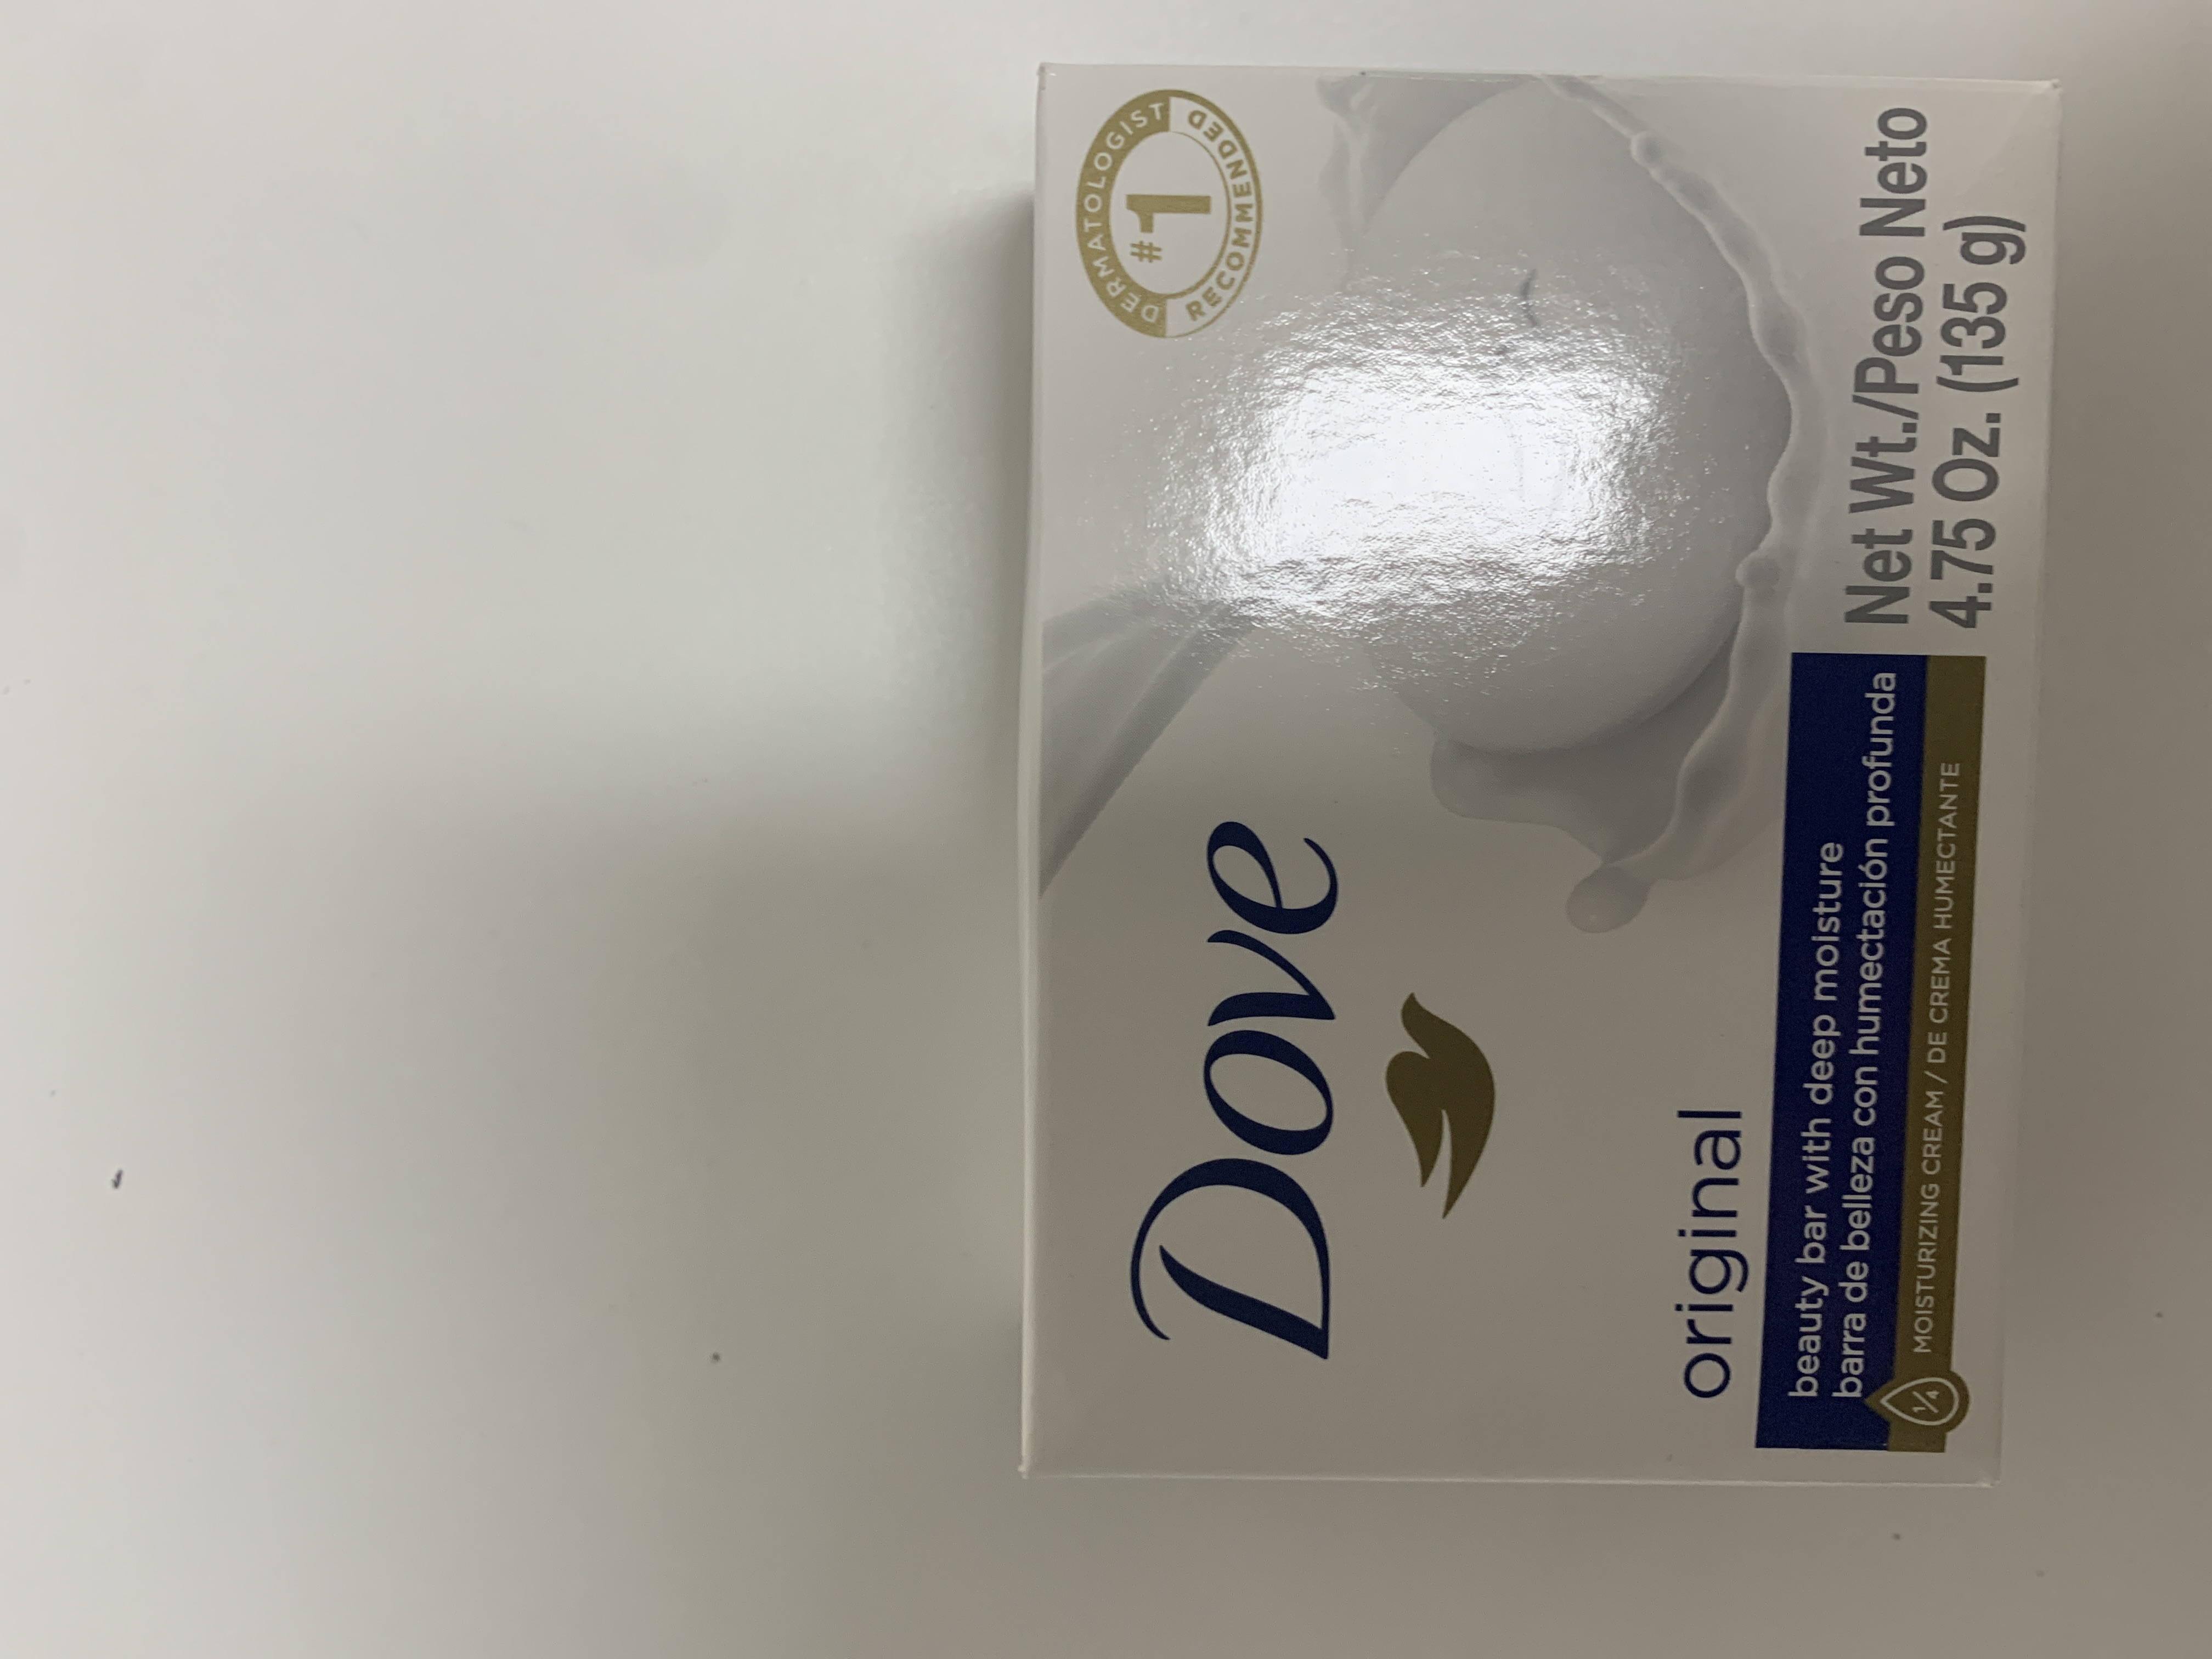 Dove
DERMATOLOGIST
#1
RECOMMENDED
original
beauty bar with deep moisture
barra de belleza con humectación profunda
1/4 MOISTURIZING CREAM / DE CREMA HUMECTANTE
Net Wt./Peso Neto
4.75 Oz. (135 g)